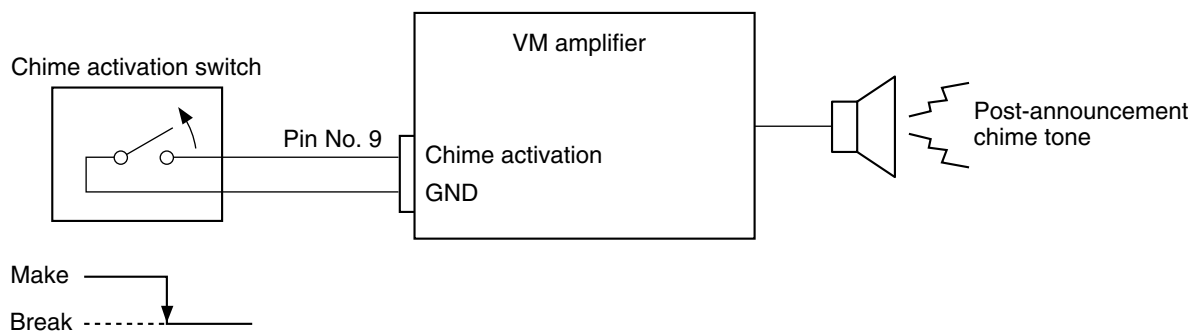 VM amplifier
Chime activation switch
Pin No. 9
Chime activation
GND
Post-announcement
chime tone
Make
Break